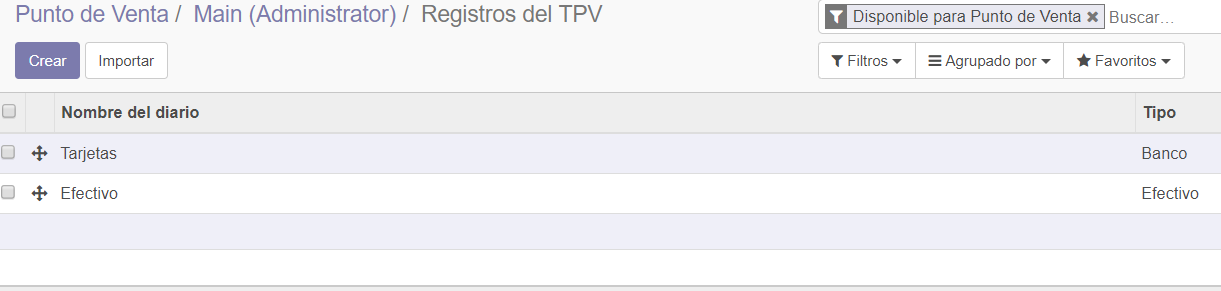 Punto de Venta / Main (Administrator) / Registros del TPV
Disponible para Punto de Venta ✖ Buscar...
Crear Importar
Filtros Agrupado por Favoritos
Nombre del diario Tipo
Tarjetas Banco
Efectivo Efectivo